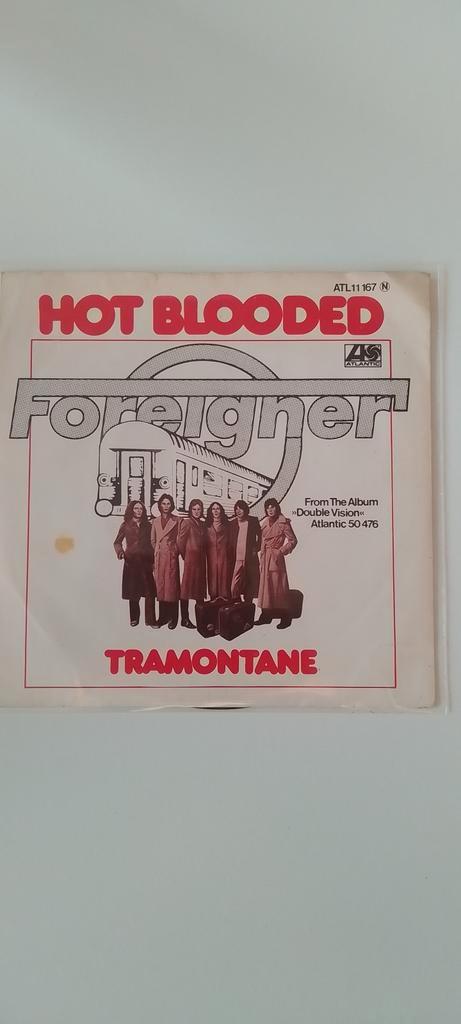 ATL 11 167 Ⓝ
HOT BLOODED
ATLANTIC
Foreigner
From The Album
»Double Vision«
Atlantic 50 476
TRAMONTANE